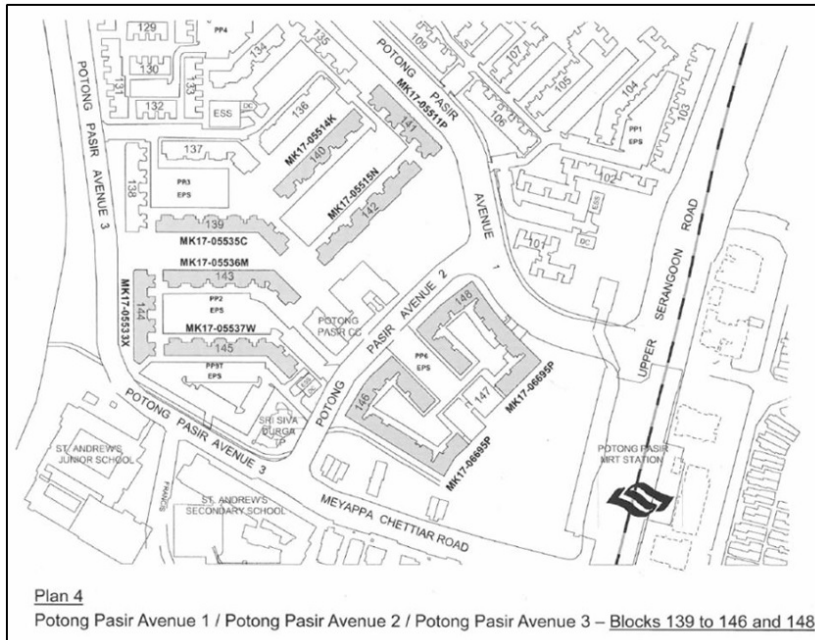 129
PP4
134
135
109
107
105
104
103
130
131
133
132
ESS
DC
136
POTONG PASIR
MK17-05511P
141
106
PP1
EPS
102
MK17-05514K
140
137
138
PR3
EPS
MK17-05515N
142
AVENUE 1
ESS
DC
101
POTONG PASIR AVENUE 3
139
MK17-05535C
MK17-05536M
143
144
MK17-05533X
PP2
EPS
MK17-05537W
145
POTONG
PASIR CC
POTONG PASIR AVENUE 2
148
PP6
EPS
147
146
MK17-06695P
MK17-06695P
UPPER SERANGOON ROAD
EPS
ESS
DC
SRI SIVA
DURGA
POTONG PASIR AVENUE 3
ST. ANDREW'S
JUNIOR SCHOOL
FRANCIS
ST. ANDREW'S
SECONDARY SCHOOL
MEYAPPA CHETTIAR ROAD
POTONG PASIR
MRT STATION
Plan 4
Potong Pasir Avenue 1 / Potong Pasir Avenue 2 / Potong Pasir Avenue 3 – Blocks 139 to 146 and 148